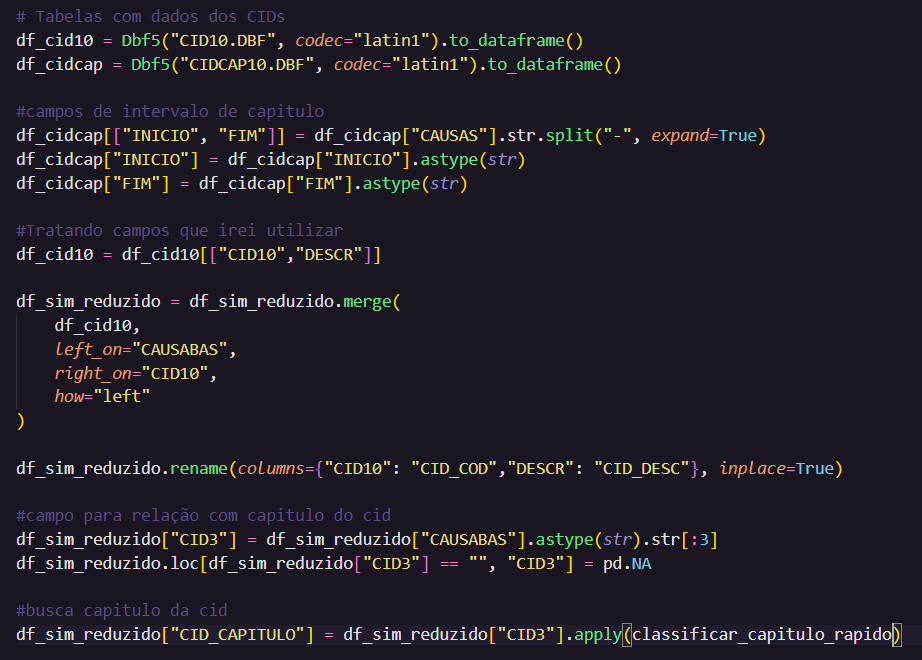 # Tabelas com dados dos CIDs
df_cid10 = Dbf5("CID10.DBF", codec="latin1").to_dataframe()
df_cidcap = Dbf5("CIDCAP10.DBF", codec="latin1").to_dataframe()
#campos de intervalo de capitulo
df_cidcap[["INICIO", "FIM"]] = df_cidcap["CAUSAS"].str.split("-", expand=True)
df_cidcap["INICIO"] = df_cidcap["INICIO"].astype(str)
df_cidcap["FIM"] = df_cidcap["FIM"].astype(str)
#Tratando campos que irei utilizar
df_cid10 = df_cid10[["CID10","DESCR"]]
df_sim_reduzido = df_sim_reduzido.merge(
    df_cid10,
    left_on="CAUSABAS",
    right_on="CID10",
    how="left"
)
df_sim_reduzido.rename(columns={"CID10": "CID_COD","DESCR": "CID_DESC"}, inplace=True)
#campo para relação com capitulo do cid
df_sim_reduzido["CID3"] = df_sim_reduzido["CAUSABAS"].astype(str).str[:3]
df_sim_reduzido.loc[df_sim_reduzido["CID3"] == "", "CID3"] = pd.NA
#busca capitulo da cid
df_sim_reduzido["CID_CAPITULO"] = df_sim_reduzido["CID3"].apply(classificar_capitulo_rapido)